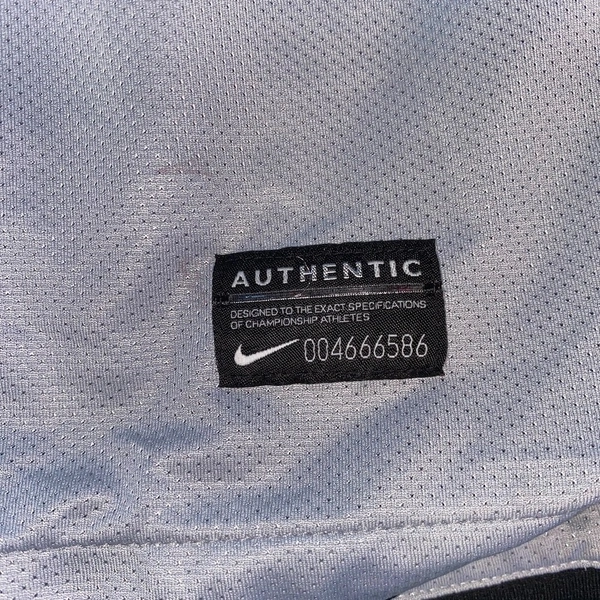 AUTHENTIC
DESIGNED TO THE EXACT SPECIFICATIONS
OF CHAMPIONSHIP ATHLETES
004666586